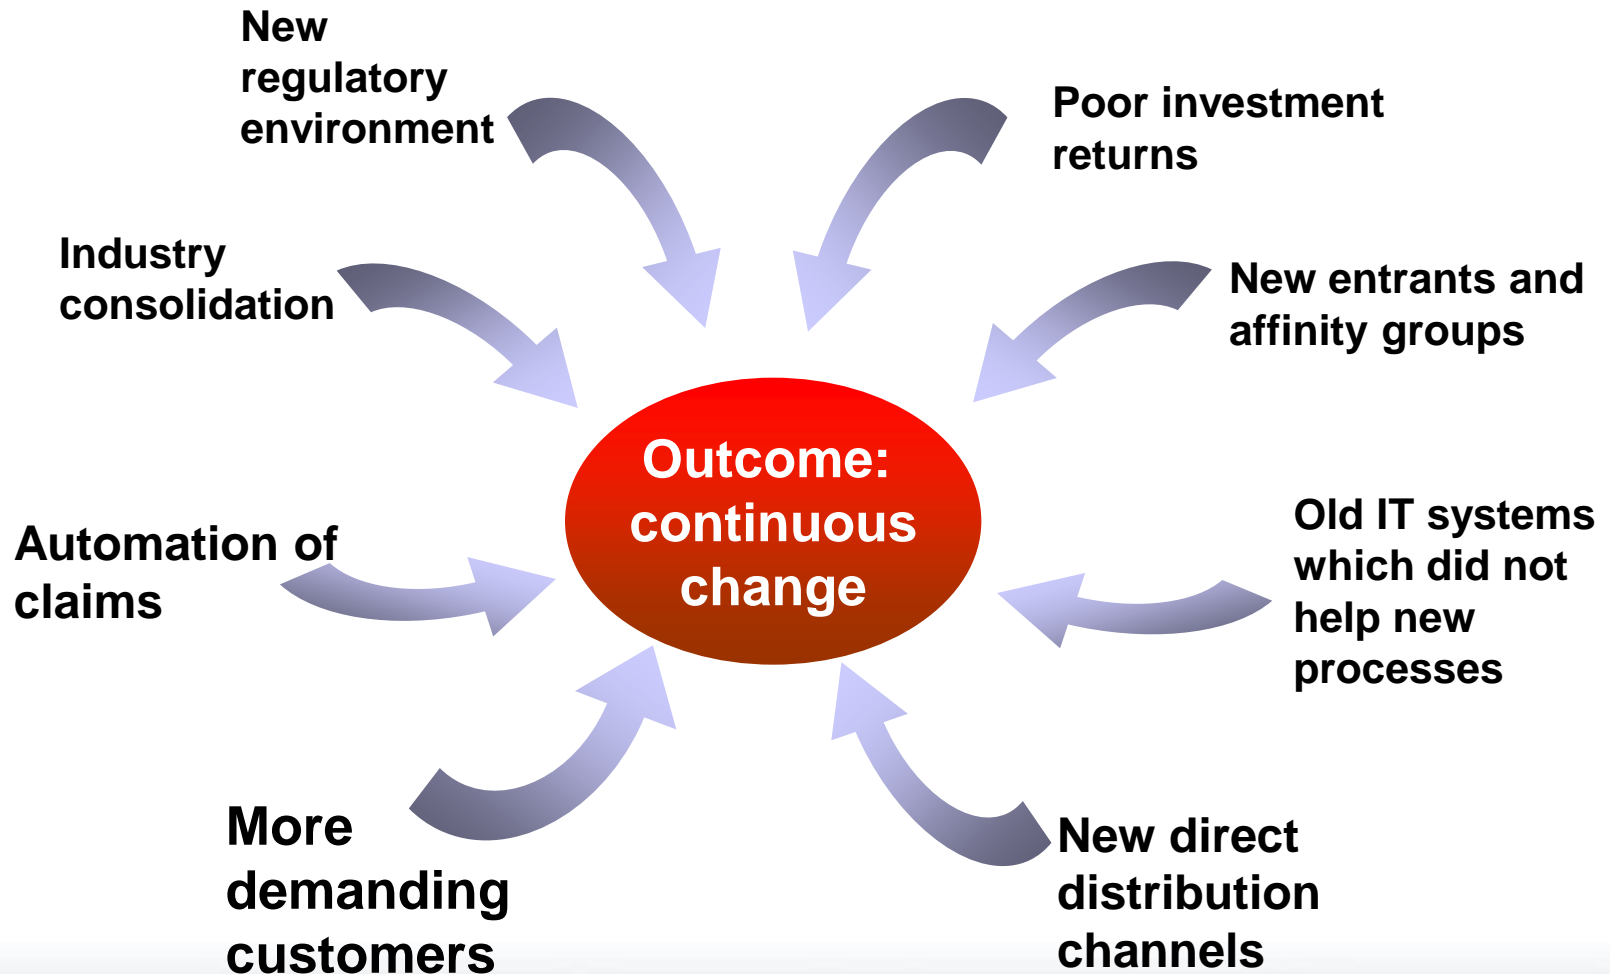 New
regulatory
environment
Poor investment
returns
Industry
consolidation
New entrants and
affinity groups
Outcome:
continuous
change
Automation of
claims
Old IT systems
which did not
help new
processes
More
demanding
customers
New direct
distribution
channels